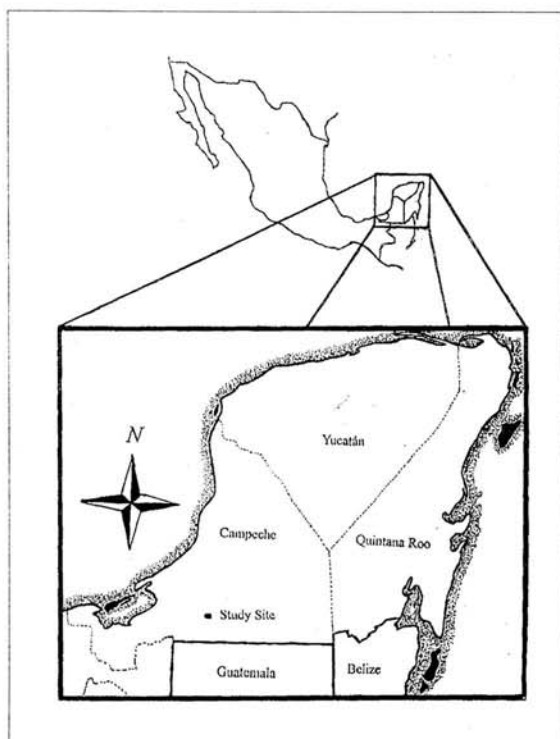 N
Yucatán
Campeche
Quintana Roo
Study Site
Guatemala
Belize